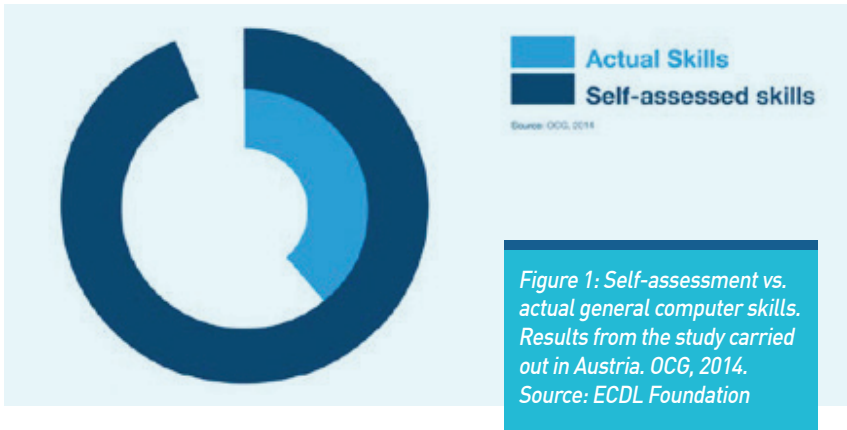 Actual Skills
Self-assessed skills
Source: OCG, 2014
Figure 1: Self-assessment vs.
actual general computer skills.
Results from the study carried
out in Austria. OCG, 2014.
Source: ECDL Foundation